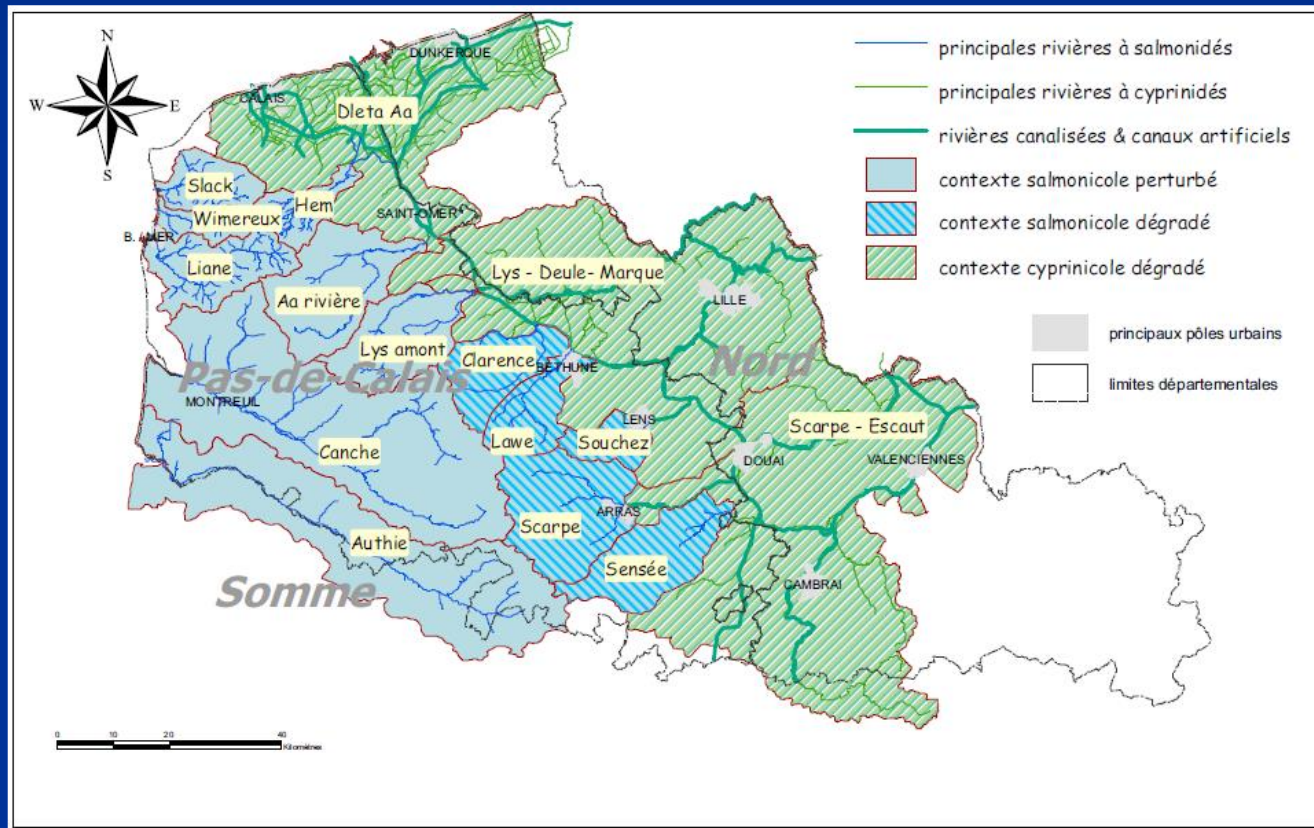 N
W
E
S
DUNKERQUE
CALAIS
Dleta Aa
Slack
Wimereux
Hem
SAINT-OMER
B. / MER
Liane
Aa rivière
Lys - Deule- Marque
LILLE
Lys amont
Clarence
BETHUNE
Nord
Pas-de-Calais
MONTREUIL
LENS
Lawe
Souchez
Scarpe - Escaut
Canche
DOUAI
VALENCIENNES
ARRAS
Scarpe
Authie
Sensée
CAMBRAI
Somme
principales rivières à salmonidés
principales rivières à cyprinidés
rivières canalisées & canaux artificiels
contexte salmonicole perturbé
contexte salmonicole dégradé
contexte cyprinicole dégradé
principaux pôles urbains
limites départementales
0 10 20 40
Kilomètres